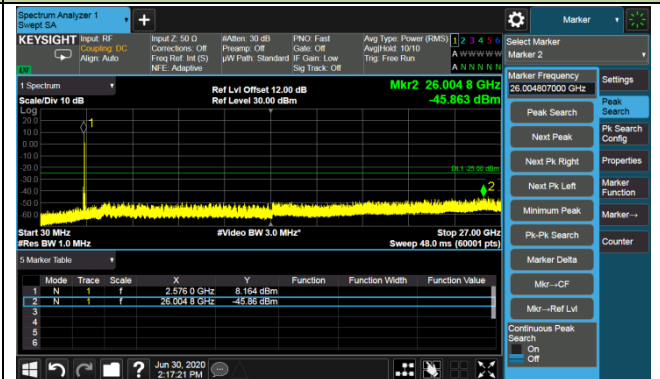 Spectrum Analyzer 1
Swept SA
+
Marker
KEYSIGHT Input: RF Input Z: 50 Ω #Atten: 30 dB PNO: Fast Avg Type: Power (RMS) 1 2 3 4 5 6
Coupling: DC Corrections: Off Preamp: Off Gate: Off Avg|Hold: 10/10 A W W W W W
Align: Auto Freq Ref: Int (S) µW Path: Standard IF Gain: Low Trig: Free Run A N N N N N
NFE: Adaptive Sig Track: Off
Select Marker
Marker 2
1 Spectrum
Scale/Div 10 dB
Ref Lvl Offset 12.00 dB
Ref Level 30.00 dBm
Mkr2 26.004 8 GHz
-45.863 dBm
Log
20.0
10.0
0.00
-10.0
-20.0
-30.0
-40.0
-50.0
-60.0
1
DL1 -25.00 dBm
2
Start 30 MHz #Video BW 3.0 MHz* Stop 27.00 GHz
#Res BW 1.0 MHz Sweep 48.0 ms (60001 pts)
5 Marker Table
Mode Trace Scale X Y Function Function Width Function Value
1 N 1 f 2.576 0 GHz 8.164 dBm
2 N 1 f 26.004 8 GHz -45.86 dBm
3
4
5
6
Marker Frequency
26.004807000 GHz
Peak Search
Next Peak
Next Pk Right
Next Pk Left
Minimum Peak
Pk-Pk Search
Marker Delta
Mkr→CF
Mkr→Ref Lvl
Continuous Peak
Search
On
Off
Settings
Peak
Search
Pk Search
Config
Properties
Marker
Function
Marker→
Counter
?
Jun 30, 2020
2:17:21 PM